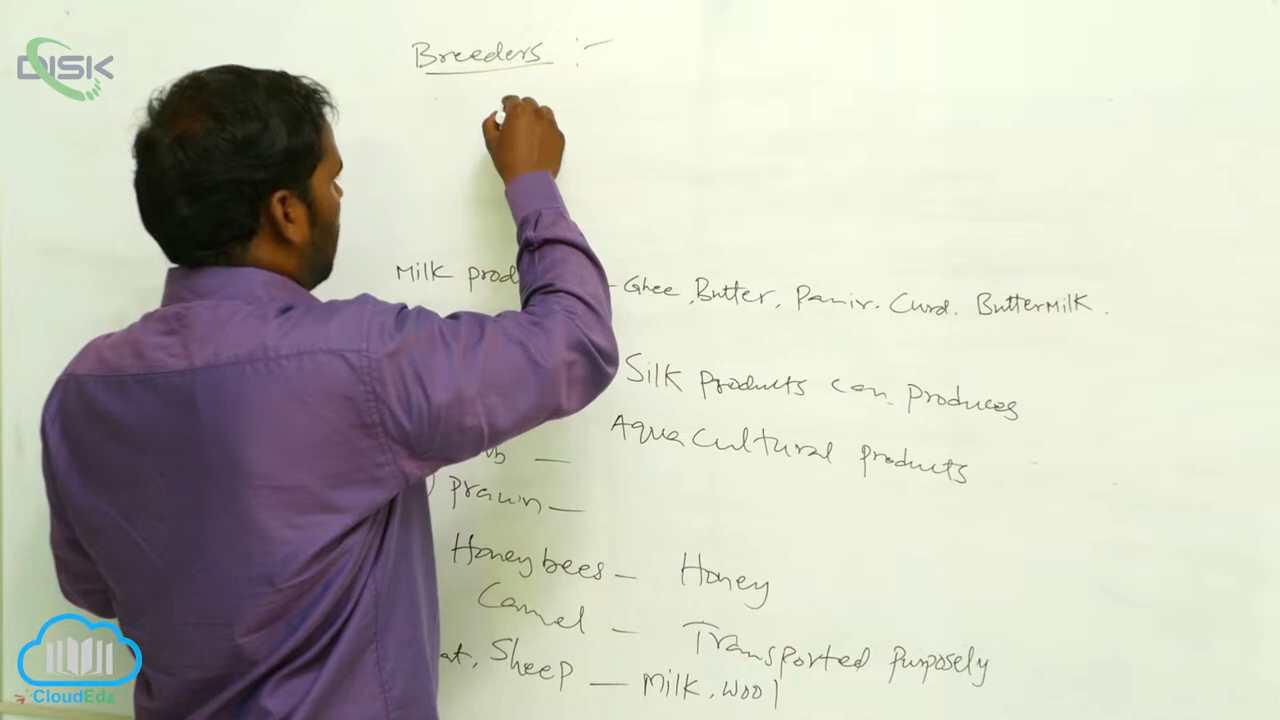 DISK
Breeders :-
Milk prod - Ghee, Butter, Panir. Curd. ButterMilk.
Silk products can produces
Aqua Cultural products
Prawn -
Honeybees - Honey
Camel - Transported Purposely
at, Sheep - Milk, wool
CloudEdz